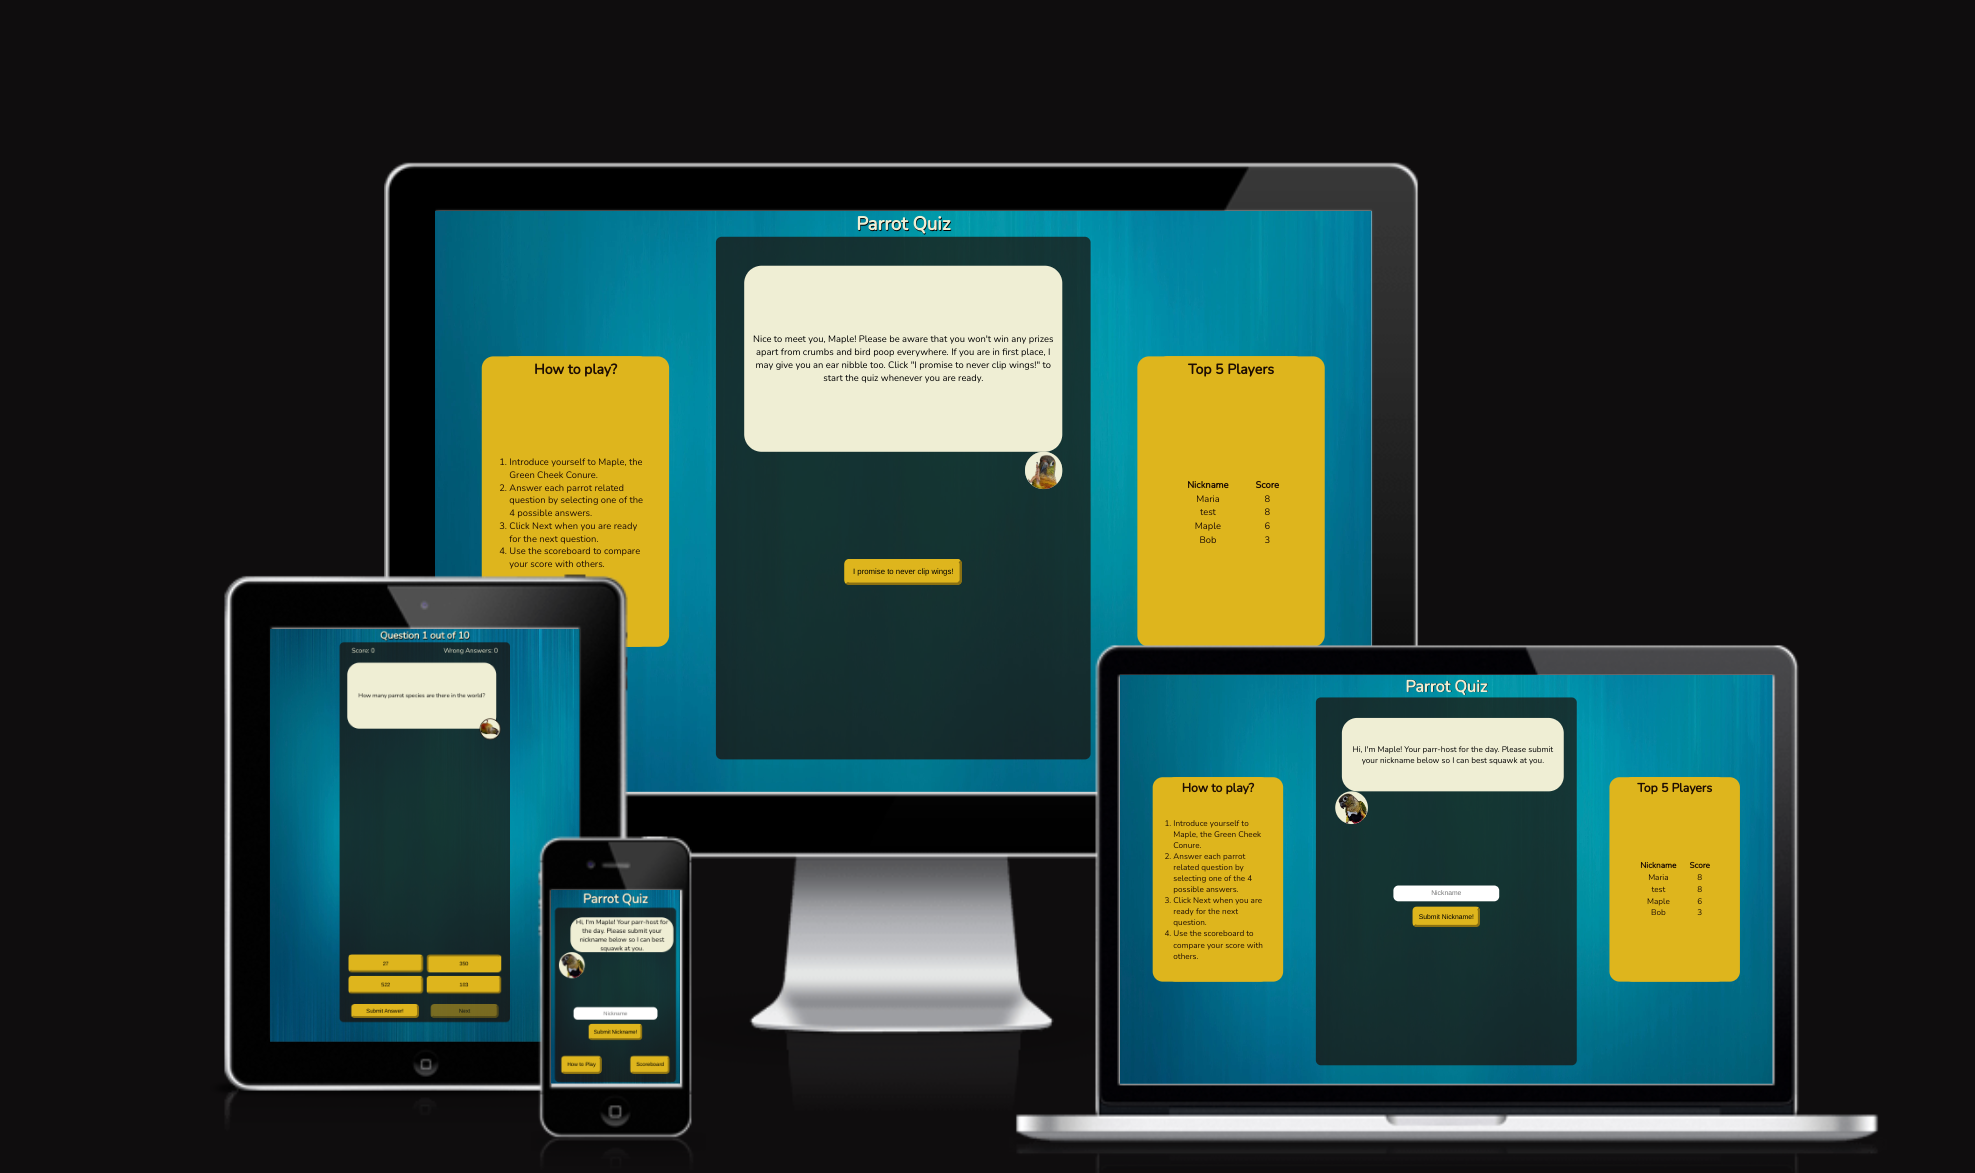 Parrot Quiz
Nice to meet you, Maple! Please be aware that you won't win any prizes
apart from crumbs and bird poop everywhere. If you are in first place, I
may give you an ear nibble too. Click "I promise to never clip wings!" to
start the quiz whenever you are ready.
I promise to never clip wings!
How to play?
1. Introduce yourself to Maple, the
Green Cheek Conure.
2. Answer each parrot related
question by selecting one of the
4 possible answers.
3. Click Next when you are ready
for the next question.
4. Use the scoreboard to compare
your score with others.
Top 5 Players
Nickname Score
Maria 8
test 8
Maple 6
Bob 3
Question 1 out of 10
Score: 0 Wrong Answers: 0
How many parrot species are there in the world?
27 350
522 103
Submit Answer! Next
Parrot Quiz
Hi, I'm Maple! Your parr-host for
the day. Please submit your
nickname below so I can best
squawk at you.
Nickname
Submit Nickname!
How to Play Scoreboard
Parrot Quiz
Hi, I'm Maple! Your parr-host for the day. Please submit
your nickname below so I can best squawk at you.
Nickname
Submit Nickname!
How to play?
1. Introduce yourself to
Maple, the Green Cheek
Conure.
2. Answer each parrot
related question by
selecting one of the 4
possible answers.
3. Click Next when you are
ready for the next
question.
4. Use the scoreboard to
compare your score with
others.
Top 5 Players
Nickname Score
Maria 8
test 8
Maple 6
Bob 3